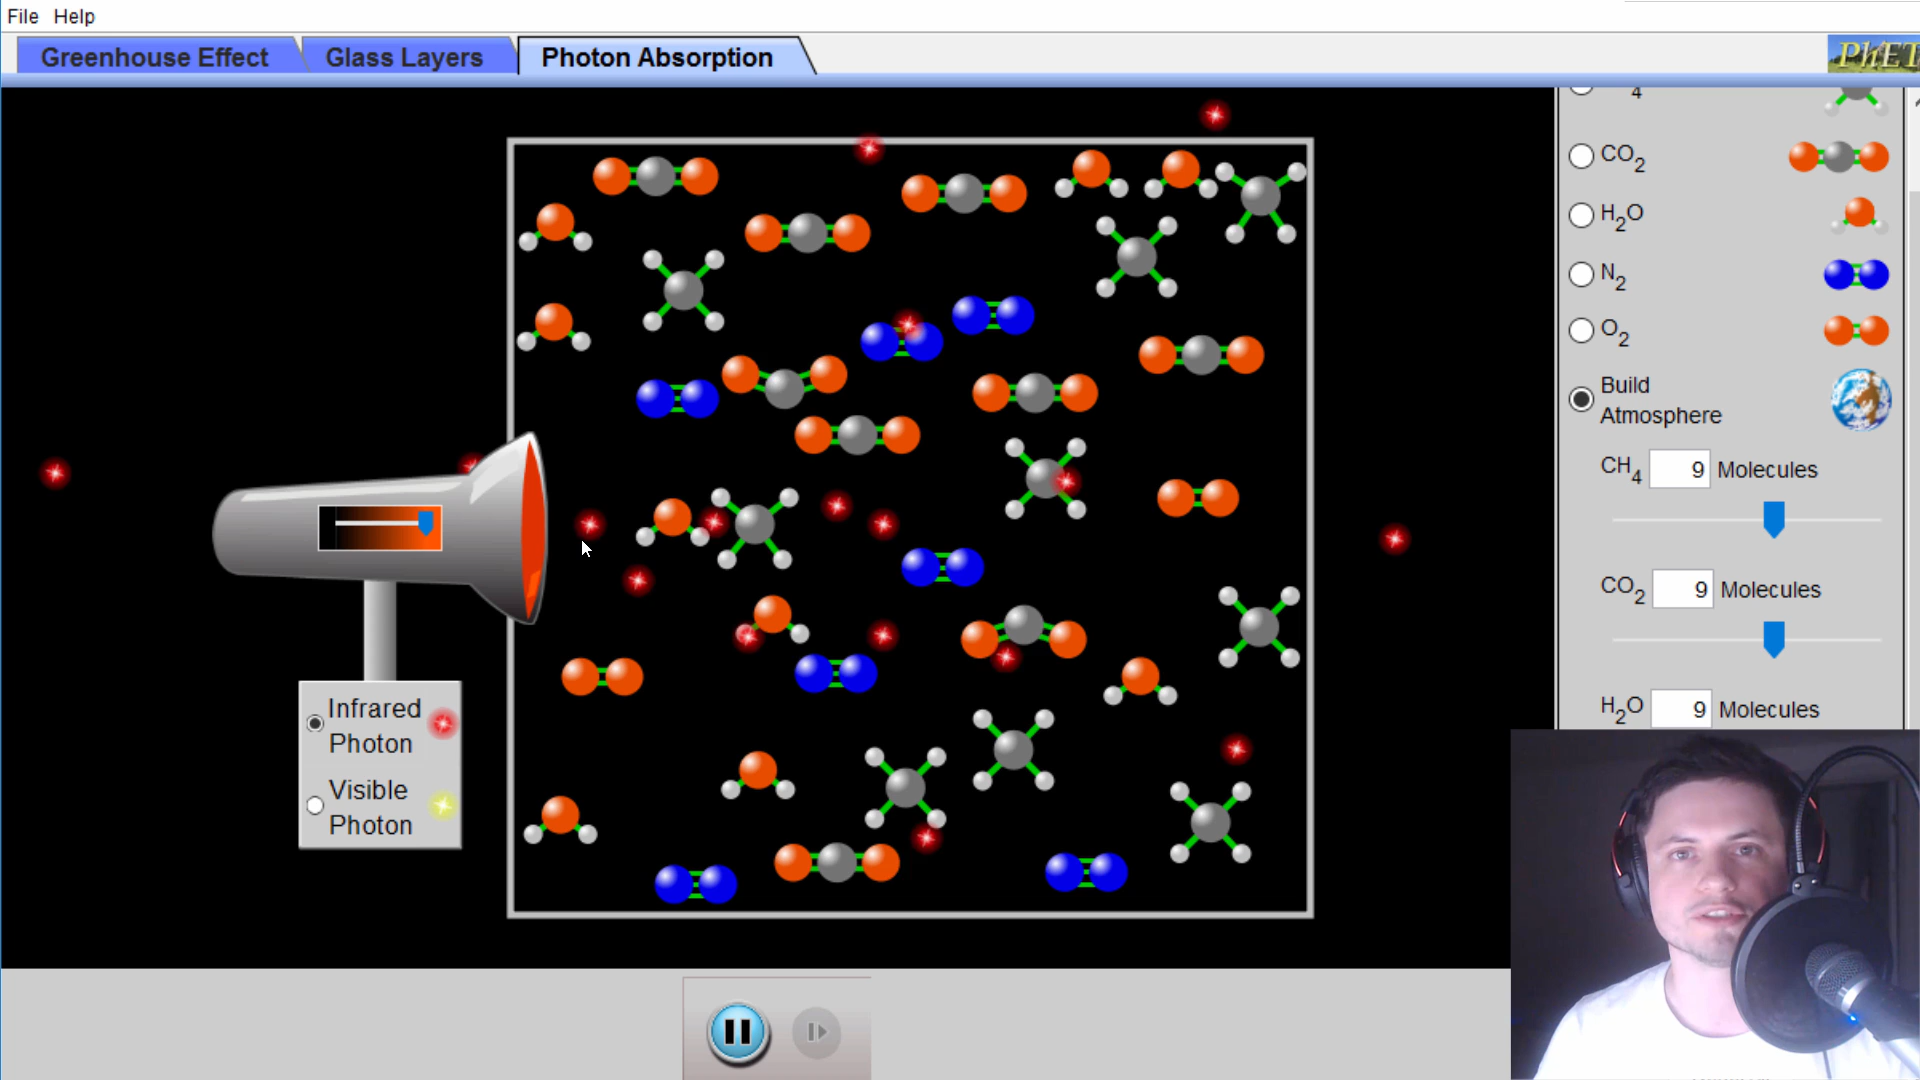 File Help
Greenhouse Effect Glass Layers Photon Absorption
PhET
4
CO2
H2O
N2
O2
Build
Atmosphere
CH4 9 Molecules
CO2 9 Molecules
H2O 9 Molecules
Infrared
Photon
Visible
Photon